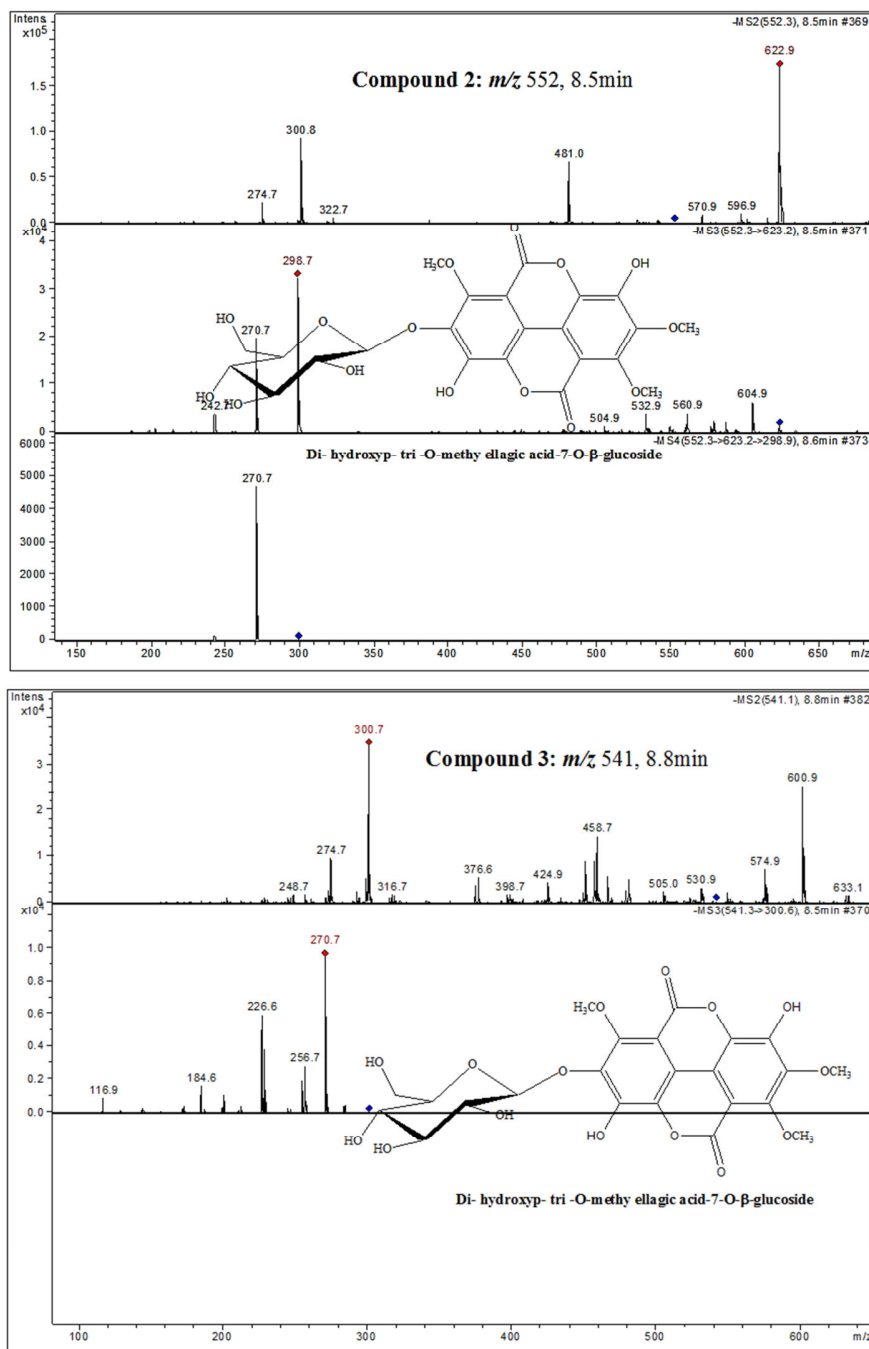 Intens.
x10⁵
-MS2(552.3), 8.5min #369
622.9
Compound 2: m/z 552, 8.5min
1.5
1.0
300.8
481.0
0.5
274.7
322.7
570.9
596.9
0.0
x10⁴
-MS3(552.3->623.2), 8.5min #371
4
O
298.7
H₃CO
O
OH
3
HO
O
270.7
O
OCH₃
2
OH
HO
O
OCH₃
1
HO
HO
242.7
O
504.9
532.9
560.9
604.9
0
-MS4(552.3->623.2->298.9), 8.6min #373
6000
Di- hydroxyp- tri -O-methy ellagic acid-7-O-β-glucoside
5000
270.7
4000
3000
2000
1000
0
150 200 250 300 350 400 450 500 550 600 650 m/z
Intens.
x10⁴
-MS2(541.1), 8.8min #382
300.7
Compound 3: m/z 541, 8.8min
3
600.9
2
458.7
274.7
1
376.6
424.9
574.9
248.7
316.7
398.7
505.0
530.9
633.1
0
x10⁴
-MS3(541.3->300.6), 8.5min #370
270.7
1.0
O
0.8
H₃CO
O
OH
226.6
0.6
O
HO
O
OCH₃
0.4
256.7
184.6
0.2
116.9
OH
HO
O
OCH₃
0.0
HO
HO
O
Di- hydroxyp- tri -O-methy ellagic acid-7-O-β-glucoside
100 200 300 400 500 600 m/z